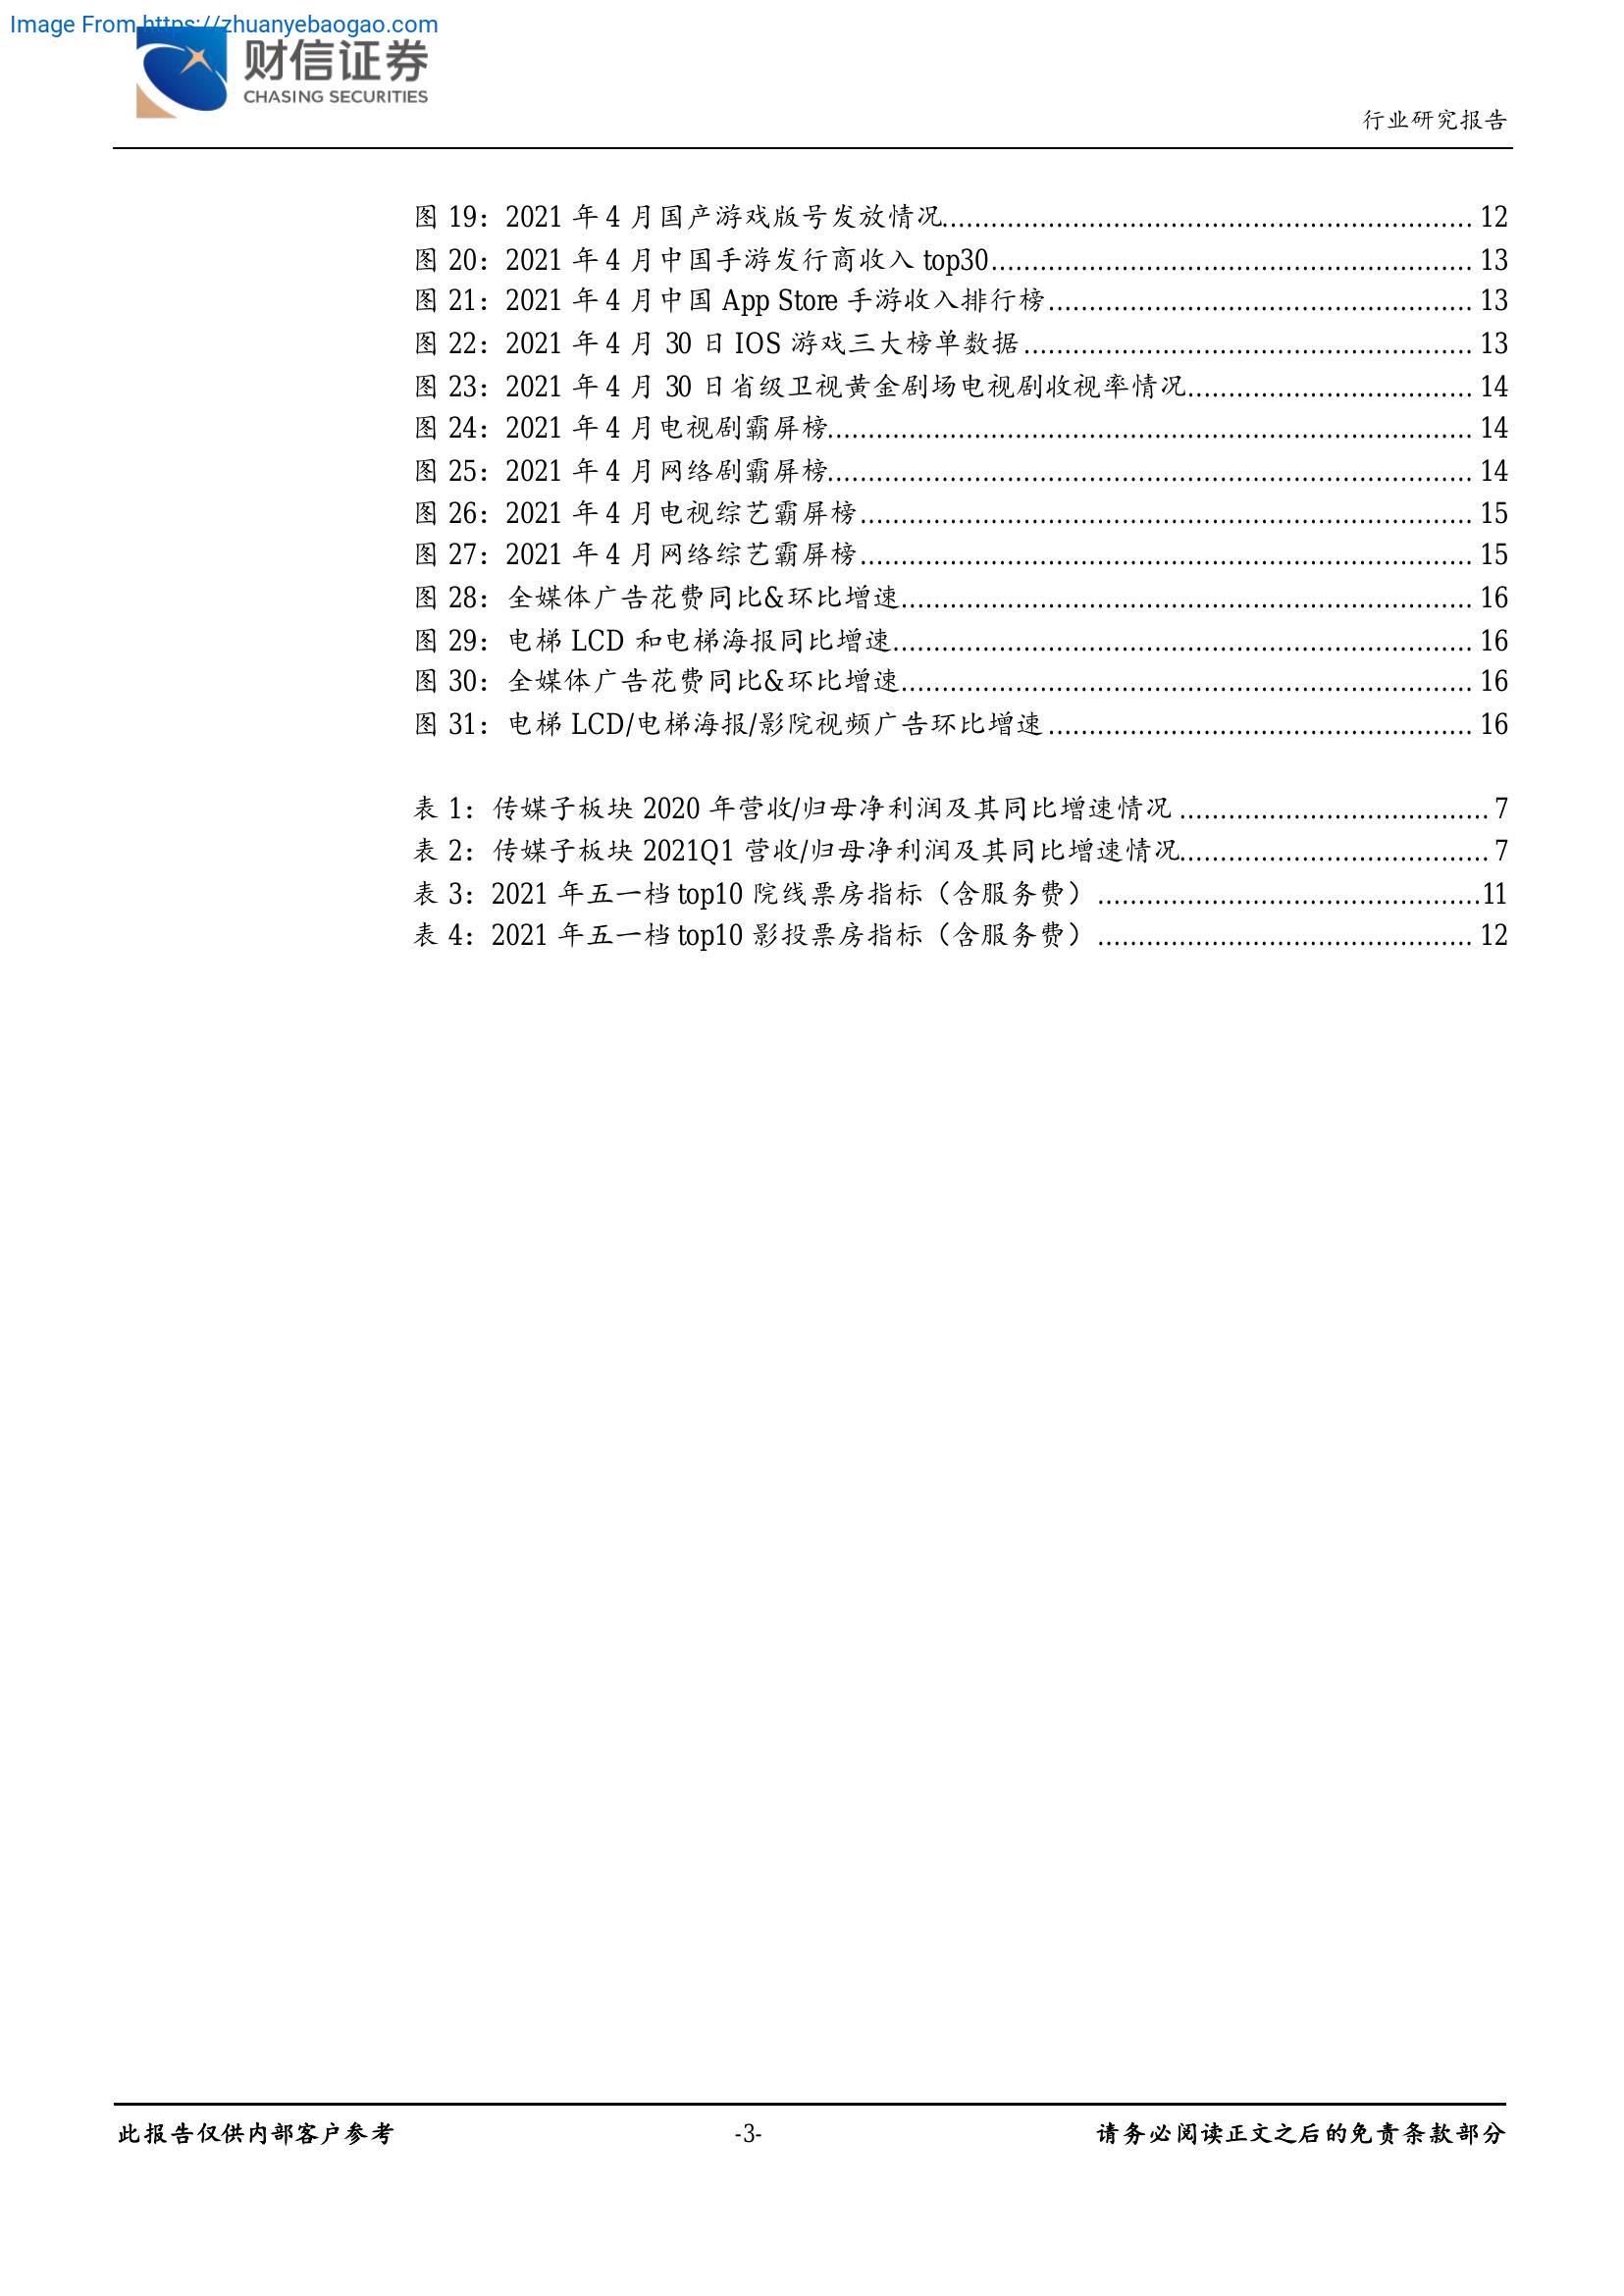 Image From https://zhuanyebaogao.com
财信证券
CHASING SECURITIES
行业研究报告
图 19：2021 年 4 月国产游戏版号发放情况 12
图 20：2021 年 4 月中国手游发行商收入 top30 13
图 21：2021 年 4 月中国 App Store 手游收入排行榜 13
图 22：2021 年 4 月 30 日 IOS 游戏三大榜单数据 13
图 23：2021 年 4 月 30 日省级卫视黄金剧场电视剧收视率情况 14
图 24：2021 年 4 月电视剧霸屏榜 14
图 25：2021 年 4 月网络剧霸屏榜 14
图 26：2021 年 4 月电视综艺霸屏榜 15
图 27：2021 年 4 月网络综艺霸屏榜 15
图 28：全媒体广告花费同比&环比增速 16
图 29：电梯 LCD 和电梯海报同比增速 16
图 30：全媒体广告花费同比&环比增速 16
图 31：电梯 LCD/电梯海报/影院视频广告环比增速 16
表 1：传媒子板块 2020 年营收/归母净利润及其同比增速情况 7
表 2：传媒子板块 2021Q1 营收/归母净利润及其同比增速情况 7
表 3：2021 年五一档 top10 院线票房指标（含服务费） 11
表 4：2021 年五一档 top10 影投票房指标（含服务费） 12
此报告仅供内部客户参考 -3- 请务必阅读正文之后的免责条款部分